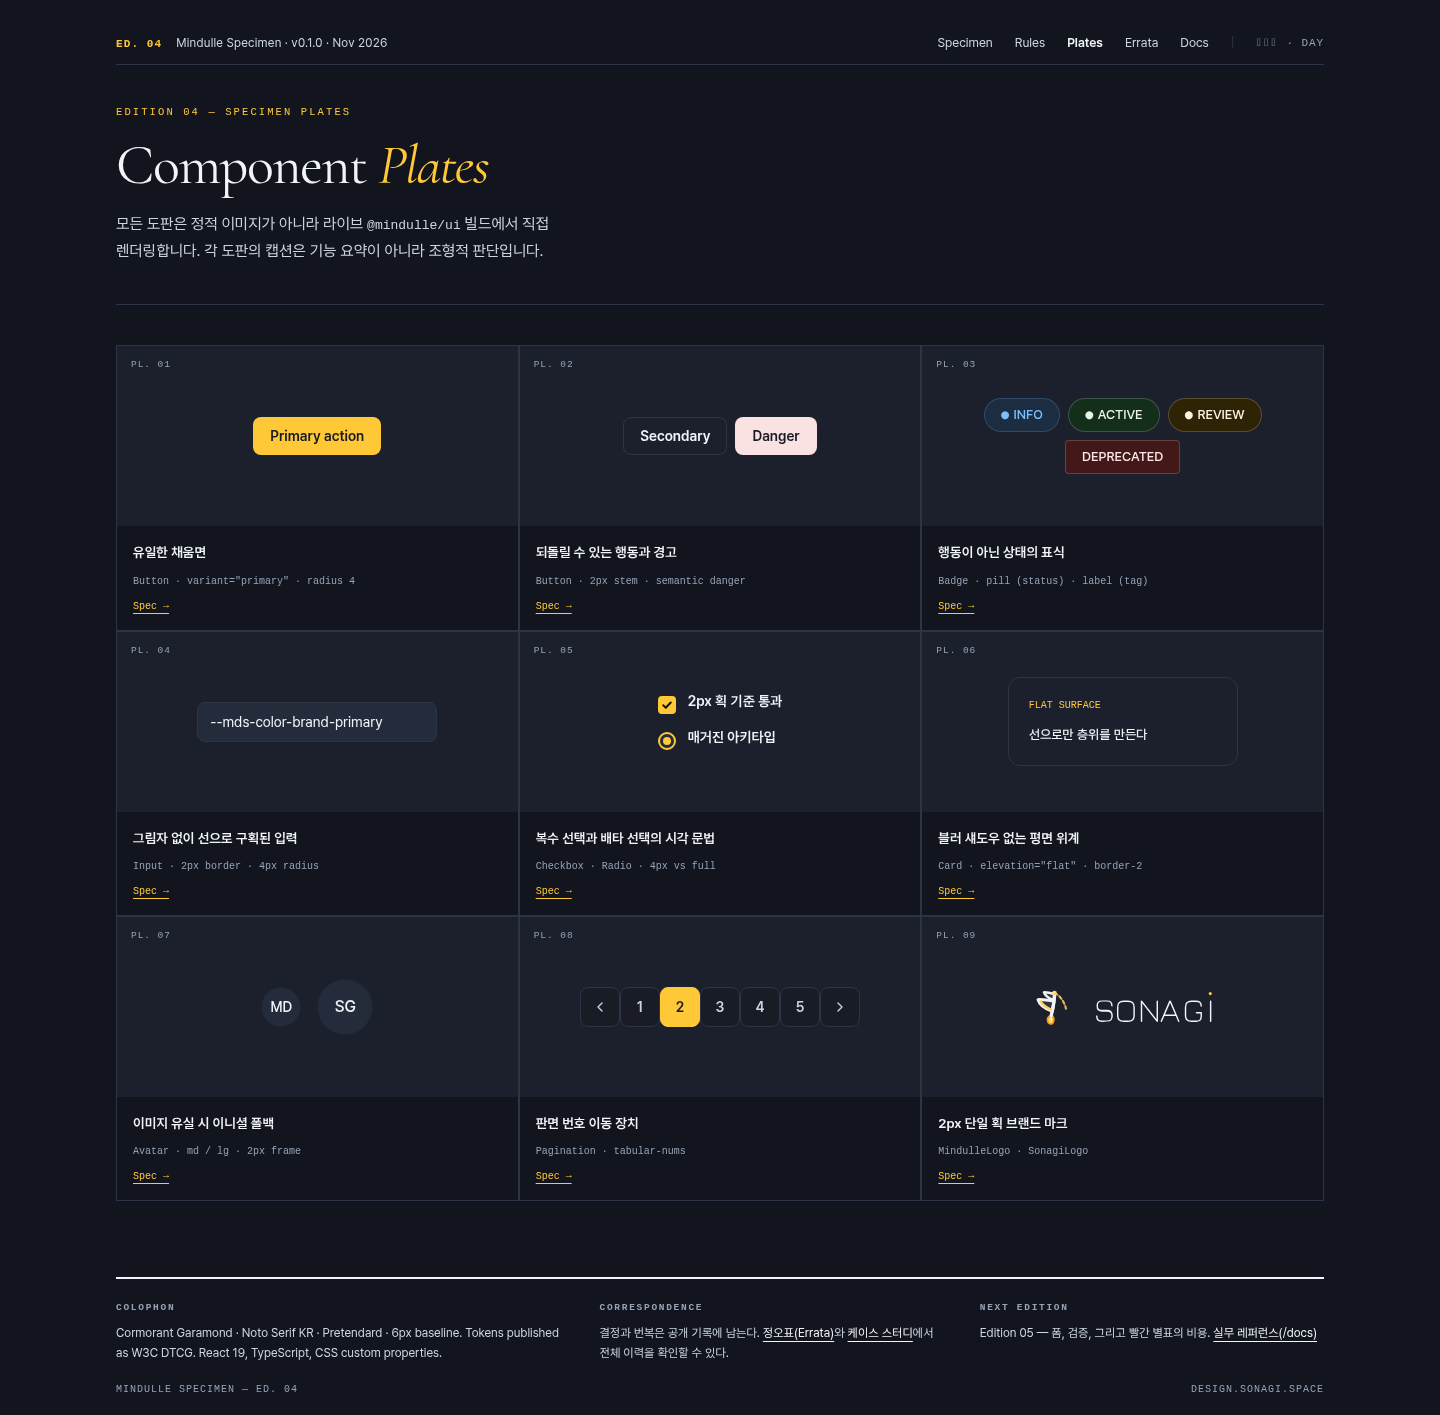 ED. 04 Mindulle Specimen · v0.1.0 · Nov 2026
Specimen Rules Plates Errata Docs · DAY
EDITION 04 — SPECIMEN PLATES
Component Plates
모든 도판은 정적 이미지가 아니라 라이브 @mindulle/ui 빌드에서 직접
렌더링합니다. 각 도판의 캡션은 기능 요약이 아니라 조형적 판단입니다.
PL. 01
Primary action
유일한 채움면
Button · variant="primary" · radius 4
Spec →
PL. 02
Secondary Danger
되돌릴 수 있는 행동과 경고
Button · 2px stem · semantic danger
Spec →
PL. 03
INFO ACTIVE REVIEW
DEPRECATED
행동이 아닌 상태의 표식
Badge · pill (status) · label (tag)
Spec →
PL. 04
--mds-color-brand-primary
그림자 없이 선으로 구획된 입력
Input · 2px border · 4px radius
Spec →
PL. 05
2px 획 기준 통과
매거진 아키타입
복수 선택과 배타 선택의 시각 문법
Checkbox · Radio · 4px vs full
Spec →
PL. 06
FLAT SURFACE
선으로만 층위를 만든다
블러 섀도우 없는 평면 위계
Card · elevation="flat" · border-2
Spec →
PL. 07
MD SG
이미지 유실 시 이니셜 폴백
Avatar · md / lg · 2px frame
Spec →
PL. 08
1 2 3 4 5
판면 번호 이동 장치
Pagination · tabular-nums
Spec →
PL. 09
SONAGi
2px 단일 획 브랜드 마크
MindulleLogo · SonagiLogo
Spec →
COLOPHON
Cormorant Garamond · Noto Serif KR · Pretendard · 6px baseline. Tokens published
as W3C DTCG. React 19, TypeScript, CSS custom properties.
CORRESPONDENCE
결정과 번복은 공개 기록에 남는다. 정오표(Errata)와 케이스 스터디에서
전체 이력을 확인할 수 있다.
NEXT EDITION
Edition 05 — 폼, 검증, 그리고 빨간 별표의 비용. 실무 레퍼런스(/docs)
MINDULLE SPECIMEN — ED. 04
DESIGN.SONAGI.SPACE